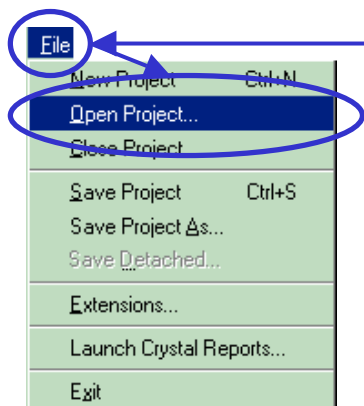 File
New Project Ctrl+N
Open Project...
Close Project
Save Project Ctrl+S
Save Project As...
Save Detached...
Extensions...
Launch Crystal Reports...
Exit